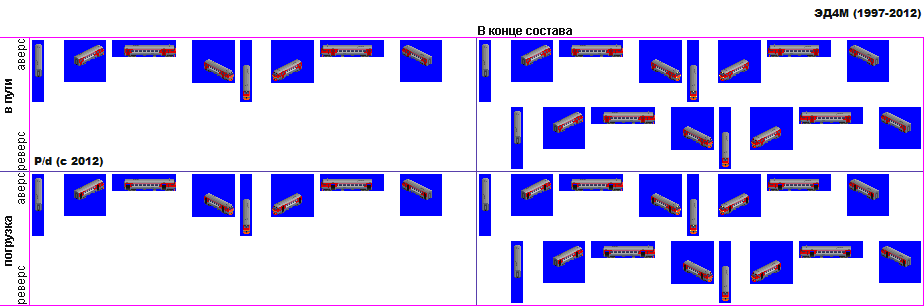 ЭД4М (1997-2012)
В конце состава
в пути
аверс
реверс
P/d (с 2012)
погрузка
аверс
реверс